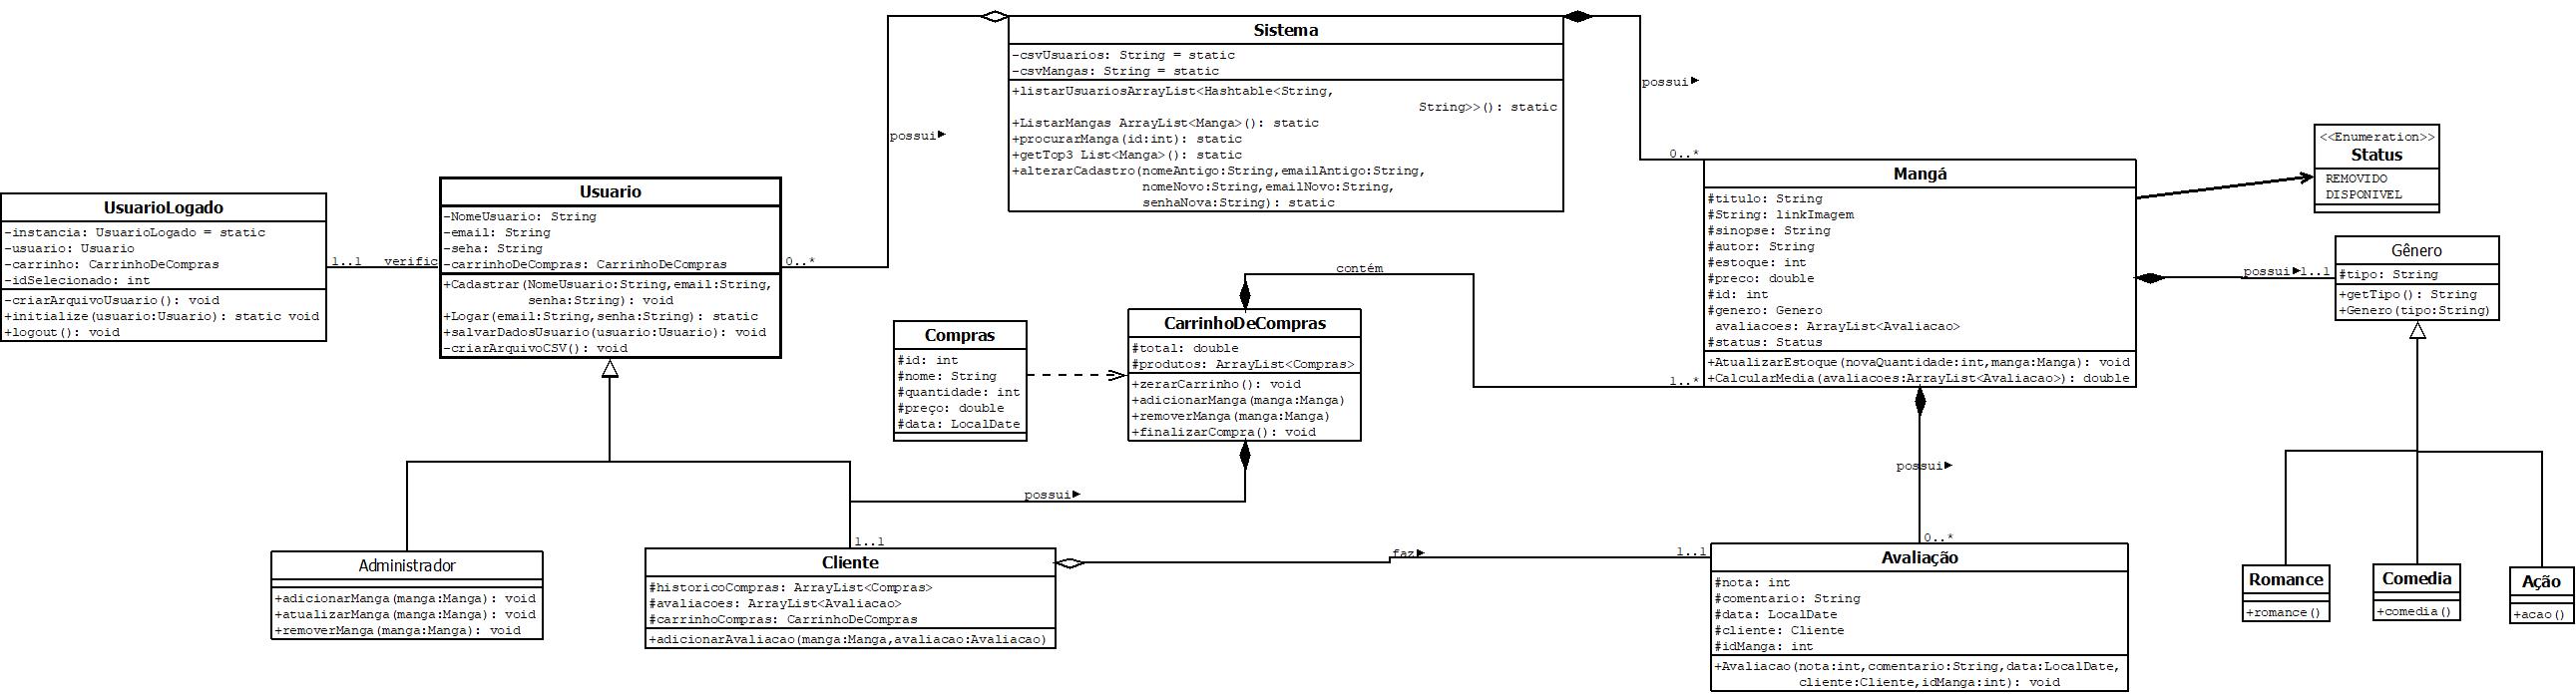 Sistema
-csvUsuarios: String = static
-csvMangas: String = static
+listarUsuariosArrayList<Hashtable<String,
String>>(): static
+ListarMangas ArrayList<Manga>(): static
+procurarManga(id:int): static
+getTop3 List<Manga>(): static
+alterarCadastro(nomeAntigo:String,emailAntigo:String,
nomeNovo:String,emailNovo:String,
senhaNova:String): static
possui
possui
0..*
0..*
UsuarioLogado
-instancia: UsuarioLogado = static
-usuario: Usuario
-carrinho: CarrinhoDeCompras
-idSelecionado: int
-criarArquivoUsuario(): void
+initialize(usuario:Usuario): static void
+logout(): void
1..1
verific
Usuario
-NomeUsuario: String
-email: String
-seha: String
-carrinhoDeCompras: CarrinhoDeCompras
+Cadastrar(NomeUsuario:String,email:String,
senha:String): void
+Logar(email:String,senha:String): static
+salvarDadosUsuario(usuario:Usuario): void
-criarArquivoCSV(): void
Mangá
#titulo: String
#String: linkImagem
#sinopse: String
#autor: String
#estoque: int
#preco: double
#id: int
#genero: Genero
avaliacoes: ArrayList<Avaliacao>
#status: Status
+AtualizarEstoque(novaQuantidade:int,manga:Manga): void
+CalcularMedia(avaliacoes:ArrayList<Avaliacao>): double
<<Enumeration>>
Status
REMOVIDO
DISPONIVEL
possui
1..1
Gênero
#tipo: String
+getTipo(): String
+Genero(tipo:String)
contém
1..*
Compras
#id: int
#nome: String
#quantidade: int
#preço: double
#data: LocalDate
CarrinhoDeCompras
#total: double
#produtos: ArrayList<Compras>
+zerarCarrinho(): void
+adicionarManga(manga:Manga)
+removerManga(manga:Manga)
+finalizarCompra(): void
possui
possui
1..1
0..*
faz
1..1
Administrador
+adicionarManga(manga:Manga): void
+atualizarManga(manga:Manga): void
+removerManga(manga:Manga): void
Cliente
#historicoCompras: ArrayList<Compras>
#avaliacoes: ArrayList<Avaliacao>
#carrinhoCompras: CarrinhoDeCompras
+adicionarAvaliacao(manga:Manga,avaliacao:Avaliacao)
Avaliação
#nota: int
#comentario: String
#data: LocalDate
#cliente: Cliente
#idManga: int
+Avaliacao(nota:int,comentario:String,data:LocalDate,
cliente:Cliente,idManga:int): void
Romance
+romance()
Comedia
+comedia()
Ação
+acao()